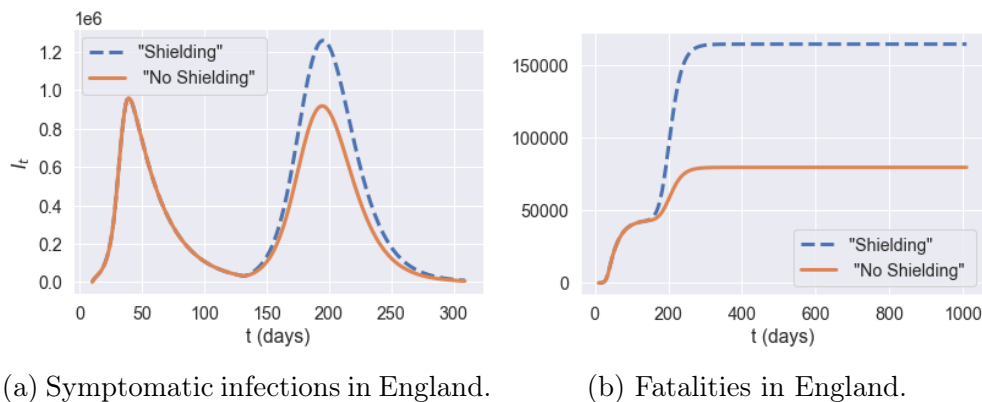 1e6
"Shielding"
"No Shielding"
1.2
1.0
0.8
0.6
0.4
0.2
0.0
I_t
0 50 100 150 200 250 300
t (days)
150000
100000
50000
0
"Shielding"
"No Shielding"
0 200 400 600 800 1000
t (days)
(a) Symptomatic infections in England.
(b) Fatalities in England.